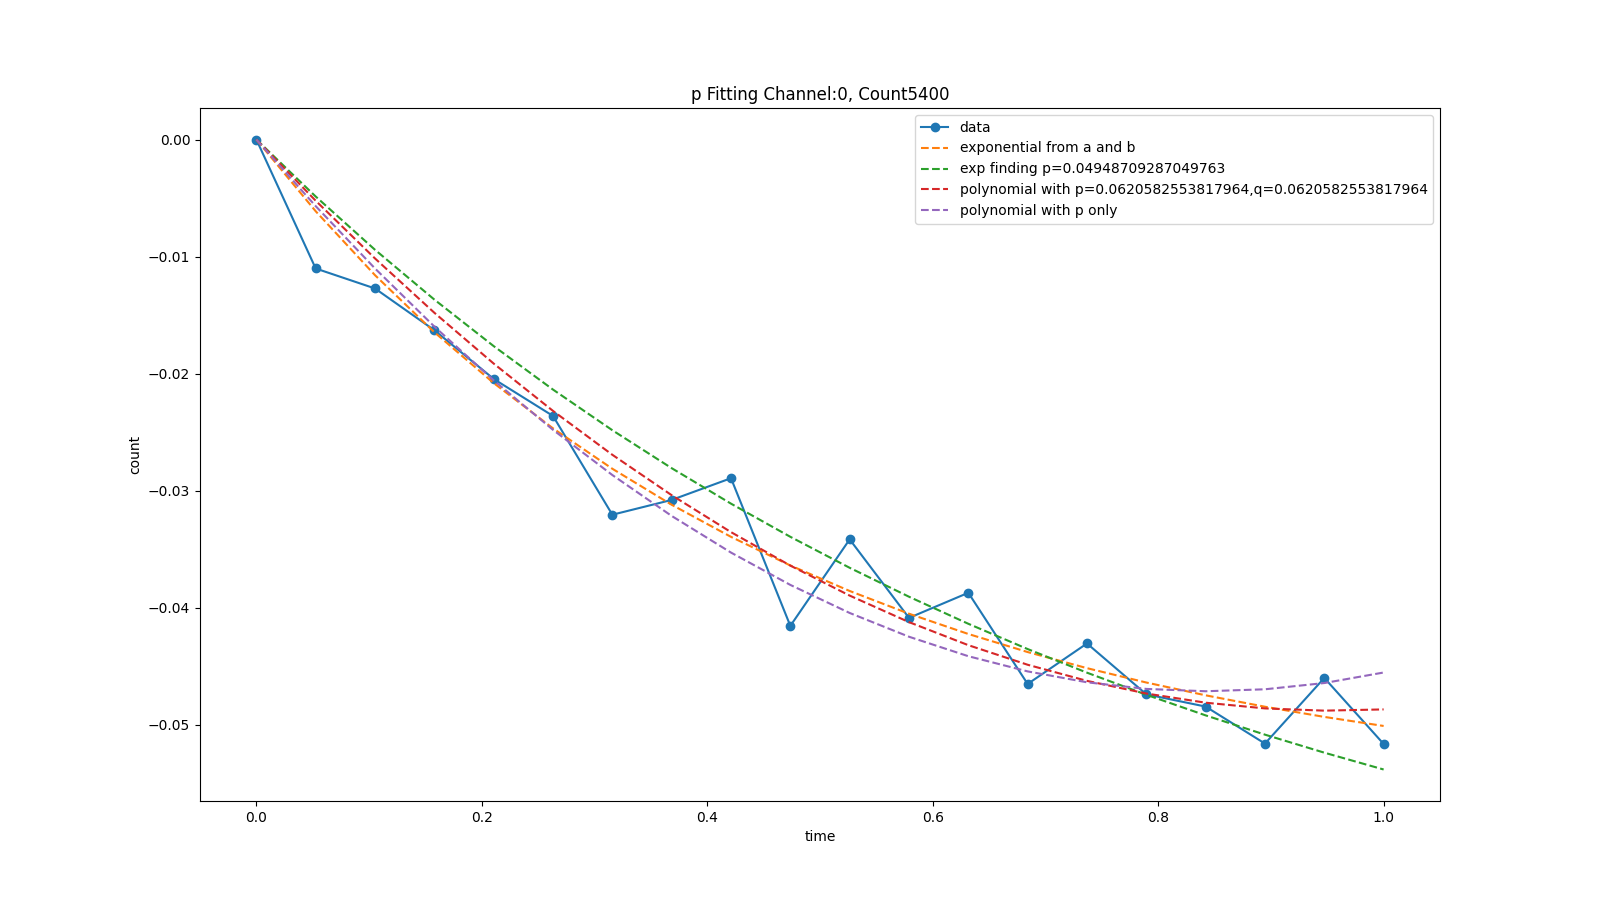 p Fitting Channel:0, Count5400
data
exponential from a and b
exp finding p=0.04948709287049763
polynomial with p=0.0620582553817964,q=0.0620582553817964
polynomial with p only
0.00
−0.01
−0.02
−0.03
−0.04
−0.05
count
0.0 0.2 0.4 0.6 0.8 1.0
time